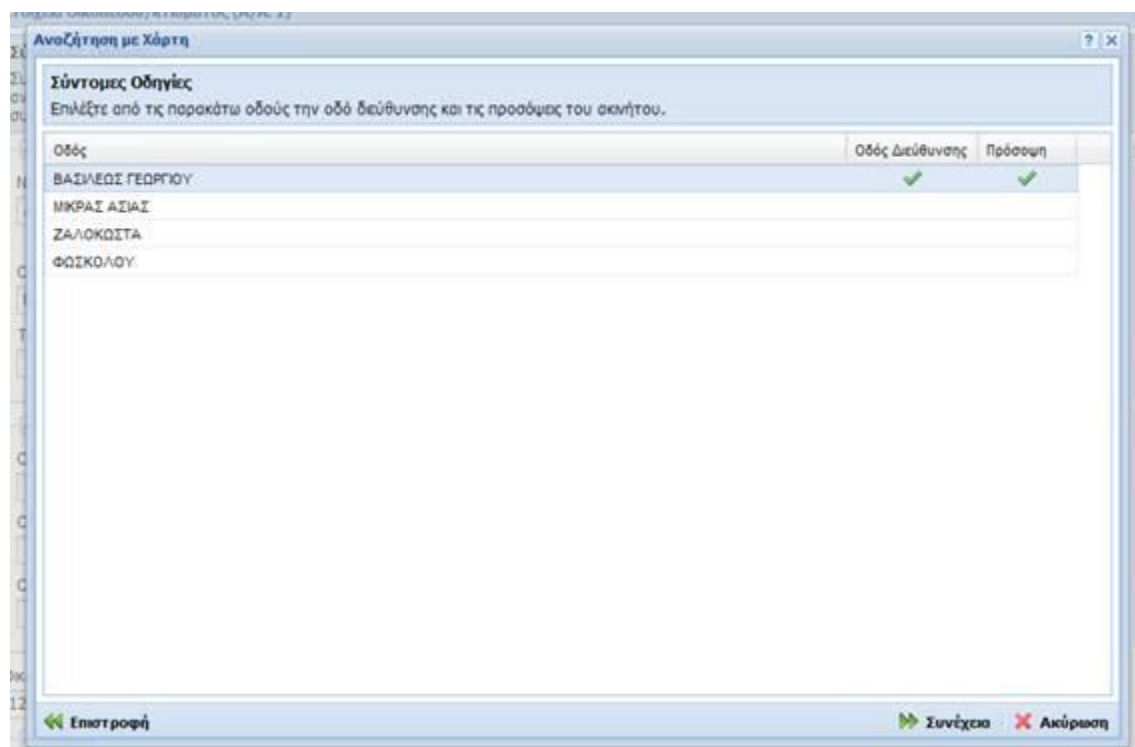 Αναζήτηση με Χάρτη
Σύντομες Οδηγίες
Επιλέξτε από τις παρακάτω οδούς την οδό διεύθυνσης και τις προσόψεις του ακινήτου.
Οδός Οδός Διεύθυνσης Πρόσοψη
ΒΑΣΙΛΕΩΣ ΓΕΩΡΓΙΟΥ
ΜΙΚΡΑΣ ΑΣΙΑΣ
ΖΑΛΟΚΩΣΤΑ
ΦΩΣΚΟΛΟΥ
Επιστροφή Συνέχεια Ακύρωση